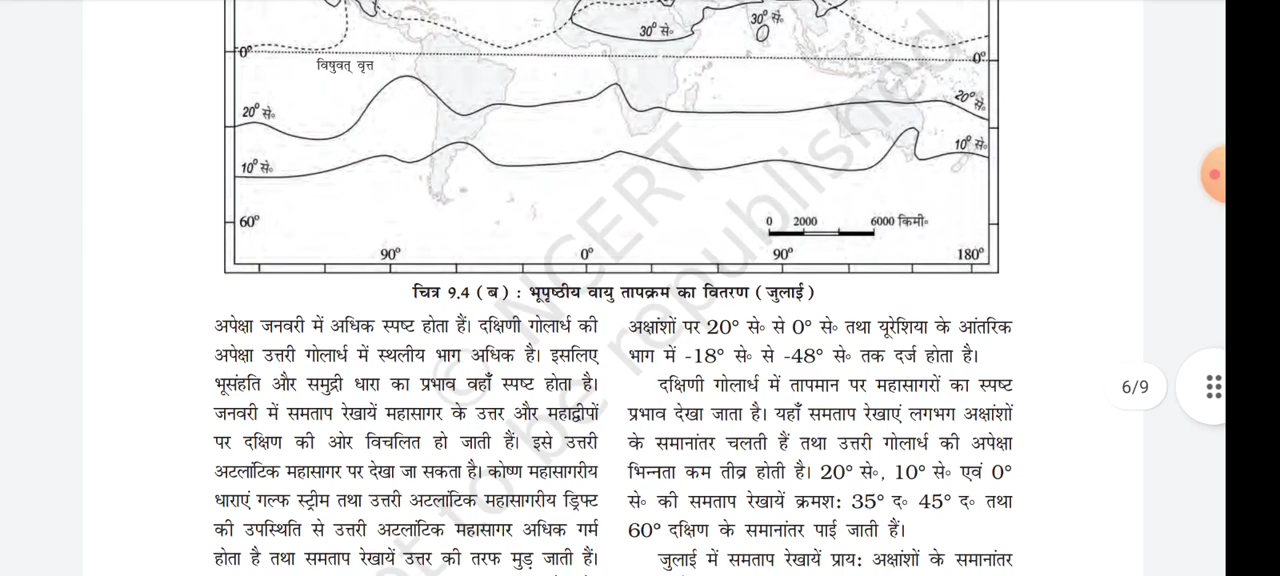 30° से॰
30° से॰
0°
0°
विषुवत् वृत्त
20° से॰
20° से॰
10° से॰
10° से॰
60°
0 2000 6000 किमी॰
90° 0° 90° 180°
चित्र 9.4 (ब) : भूपृष्ठीय वायु तापक्रम का वितरण (जुलाई)
अपेक्षा जनवरी में अधिक स्पष्ट होता हैं। दक्षिणी गोलार्ध की
अपेक्षा उत्तरी गोलार्ध में स्थलीय भाग अधिक है। इसलिए
भूसंहति और समुद्री धारा का प्रभाव वहाँ स्पष्ट होता है।
जनवरी में समताप रेखायें महासागर के उत्तर और महाद्वीपों
पर दक्षिण की ओर विचलित हो जाती हैं। इसे उत्तरी
अटलांटिक महासागर पर देखा जा सकता है। कोष्ण महासागरीय
धाराएं गल्फ स्ट्रीम तथा उत्तरी अटलांटिक महासागरीय ड्रिफ्ट
की उपस्थिति से उत्तरी अटलांटिक महासागर अधिक गर्म
होता है तथा समताप रेखायें उत्तर की तरफ मुड़ जाती हैं।
अक्षांशों पर 20° से॰ से 0° से॰ तथा यूरेशिया के आंतरिक
भाग में -18° से॰ से -48° से॰ तक दर्ज होता है।
दक्षिणी गोलार्ध में तापमान पर महासागरों का स्पष्ट
प्रभाव देखा जाता है। यहाँ समताप रेखाएं लगभग अक्षांशों
के समानांतर चलती हैं तथा उत्तरी गोलार्ध की अपेक्षा
भिन्नता कम तीव्र होती है। 20° से॰, 10° से॰ एवं 0°
से॰ की समताप रेखायें क्रमश: 35° द॰ 45° द॰ तथा
60° दक्षिण के समानांतर पाई जाती हैं।
जुलाई में समताप रेखायें प्राय: अक्षांशों के समानांतर
© NCERT
not to be republished
6/9